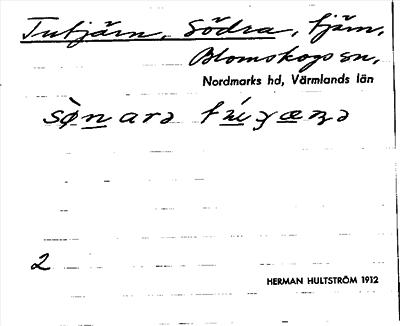 Tutjärn, Södra, tjärn,
Blomskogs sn,
Nordmarks hd, Värmlands län
2
HERMAN HULTSTRÖM 1912